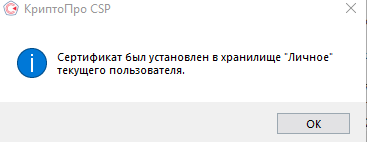 КриптоПро CSP
Сертификат был установлен в хранилище "Личное"
текущего пользователя.
OK